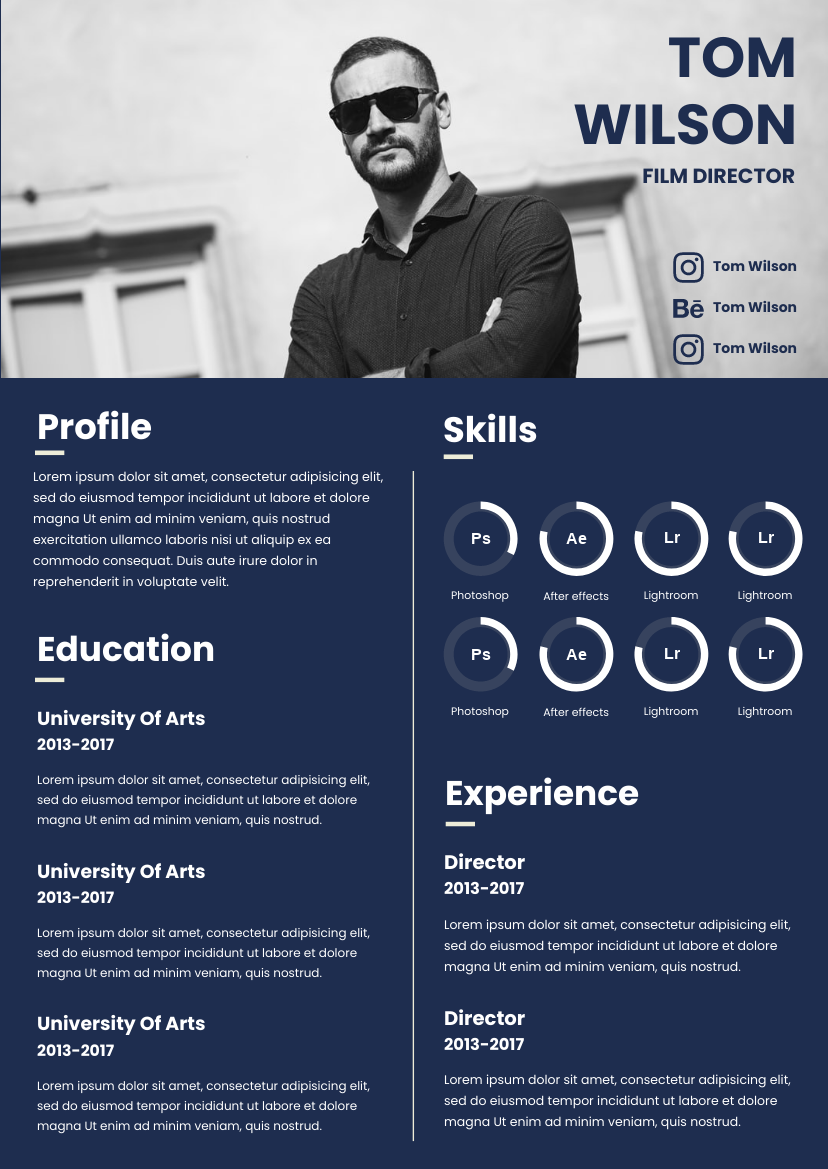 TOM
WILSON
FILM DIRECTOR
Tom Wilson
Bē Tom Wilson
Tom Wilson
Profile
Lorem ipsum dolor sit amet, consectetur adipisicing elit,
sed do eiusmod tempor incididunt ut labore et dolore
magna Ut enim ad minim veniam, quis nostrud
exercitation ullamco laboris nisi ut aliquip ex ea
commodo consequat. Duis aute irure dolor in
reprehenderit in voluptate velit.
Education
University Of Arts
2013-2017
Lorem ipsum dolor sit amet, consectetur adipisicing elit,
sed do eiusmod tempor incididunt ut labore et dolore
magna Ut enim ad minim veniam, quis nostrud.
University Of Arts
2013-2017
Lorem ipsum dolor sit amet, consectetur adipisicing elit,
sed do eiusmod tempor incididunt ut labore et dolore
magna Ut enim ad minim veniam, quis nostrud.
University Of Arts
2013-2017
Lorem ipsum dolor sit amet, consectetur adipisicing elit,
sed do eiusmod tempor incididunt ut labore et dolore
magna Ut enim ad minim veniam, quis nostrud.
Skills
Ps Ae Lr Lr
Photoshop After effects Lightroom Lightroom
Ps Ae Lr Lr
Photoshop After effects Lightroom Lightroom
Experience
Director
2013-2017
Lorem ipsum dolor sit amet, consectetur adipisicing elit,
sed do eiusmod tempor incididunt ut labore et dolore
magna Ut enim ad minim veniam, quis nostrud.
Director
2013-2017
Lorem ipsum dolor sit amet, consectetur adipisicing elit,
sed do eiusmod tempor incididunt ut labore et dolore
magna Ut enim ad minim veniam, quis nostrud.